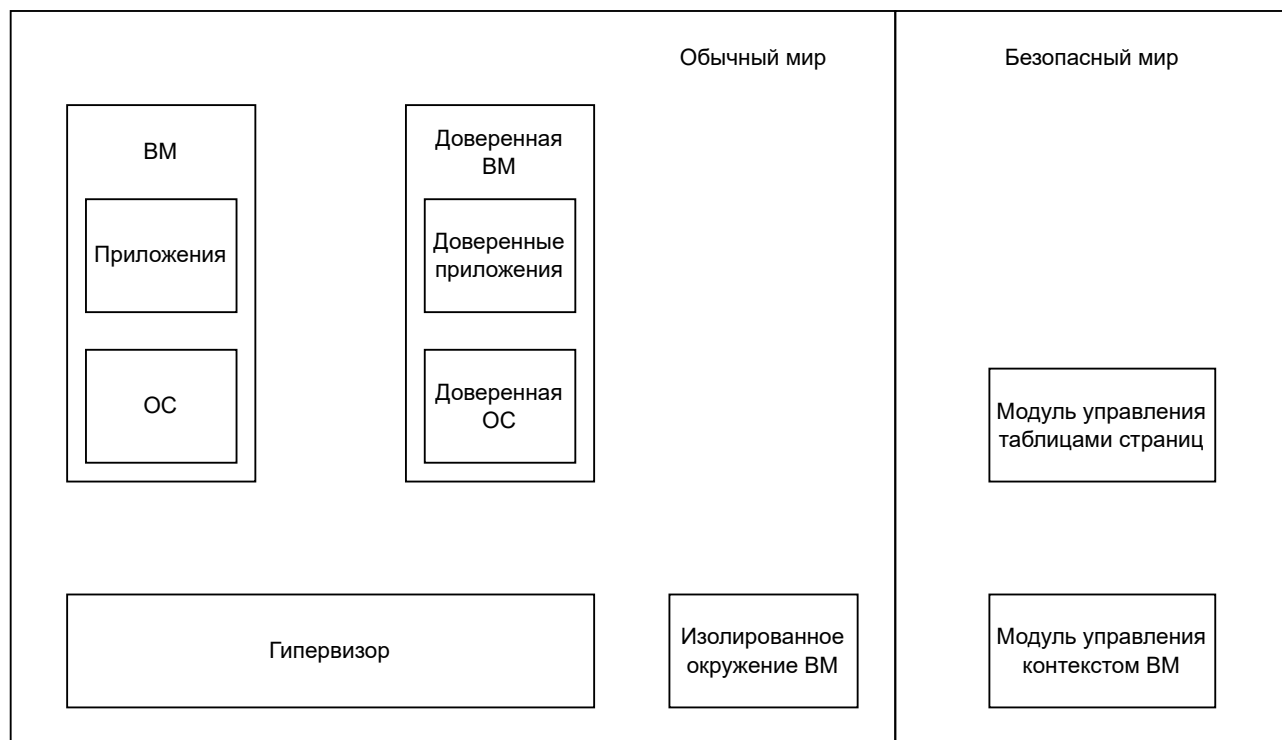 Обычный мир
Безопасный мир
ВМ
Доверенная
ВМ
Приложения
Доверенные
приложения
ОС
Доверенная
ОС
Модуль управления
таблицами страниц
Гипервизор
Изолированное
окружение ВМ
Модуль управления
контекстом ВМ